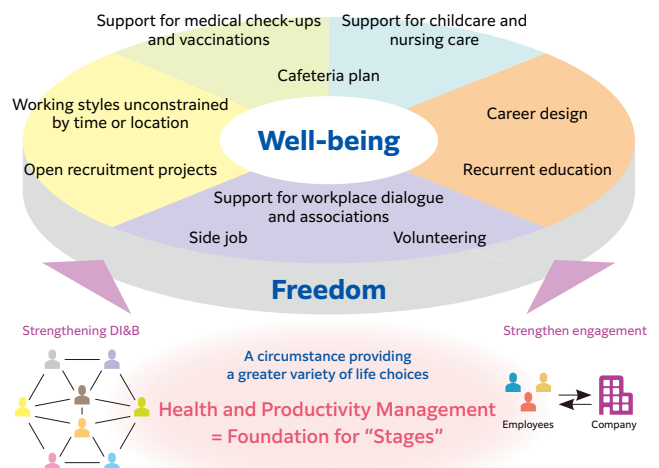 Support for medical check-ups
and vaccinations
Support for childcare and
nursing care
Cafeteria plan
Working styles unconstrained
by time or location
Career design
Well-being
Open recruitment projects
Recurrent education
Support for workplace dialogue
and associations
Side job
Volunteering
Freedom
Strengthening DI&B
Strengthen engagement
A circumstance providing
a greater variety of life choices
Health and Productivity Management
= Foundation for “Stages”
Employees
Company